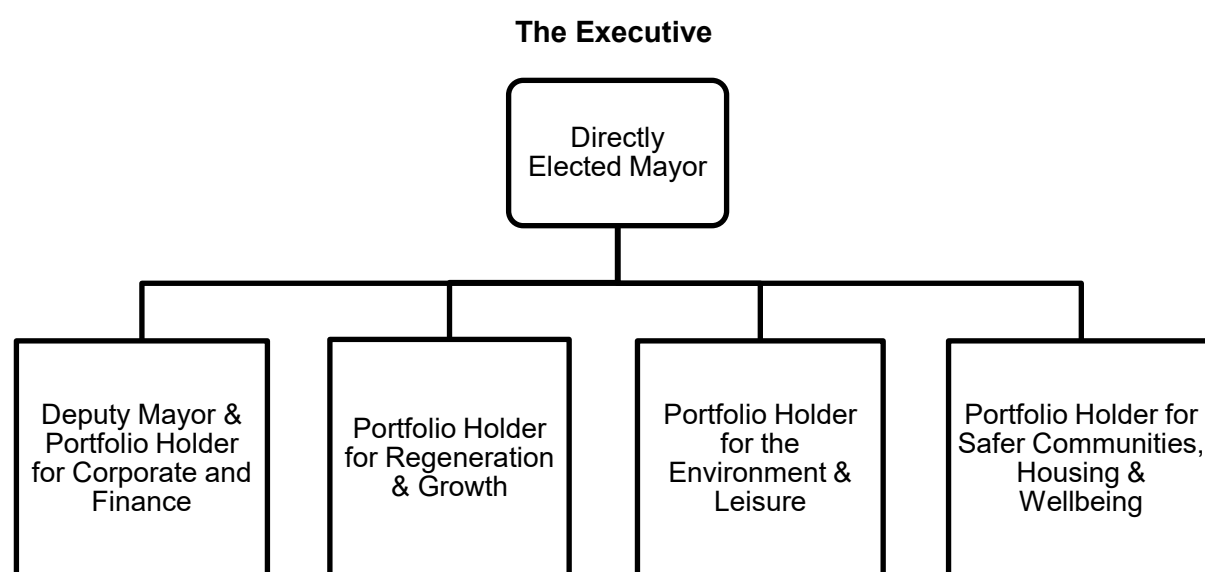 The Executive
Directly
Elected Mayor
Deputy Mayor &
Portfolio Holder
for Corporate and
Finance
Portfolio Holder
for Regeneration
& Growth
Portfolio Holder
for the
Environment &
Leisure
Portfolio Holder for
Safer Communities,
Housing &
Wellbeing